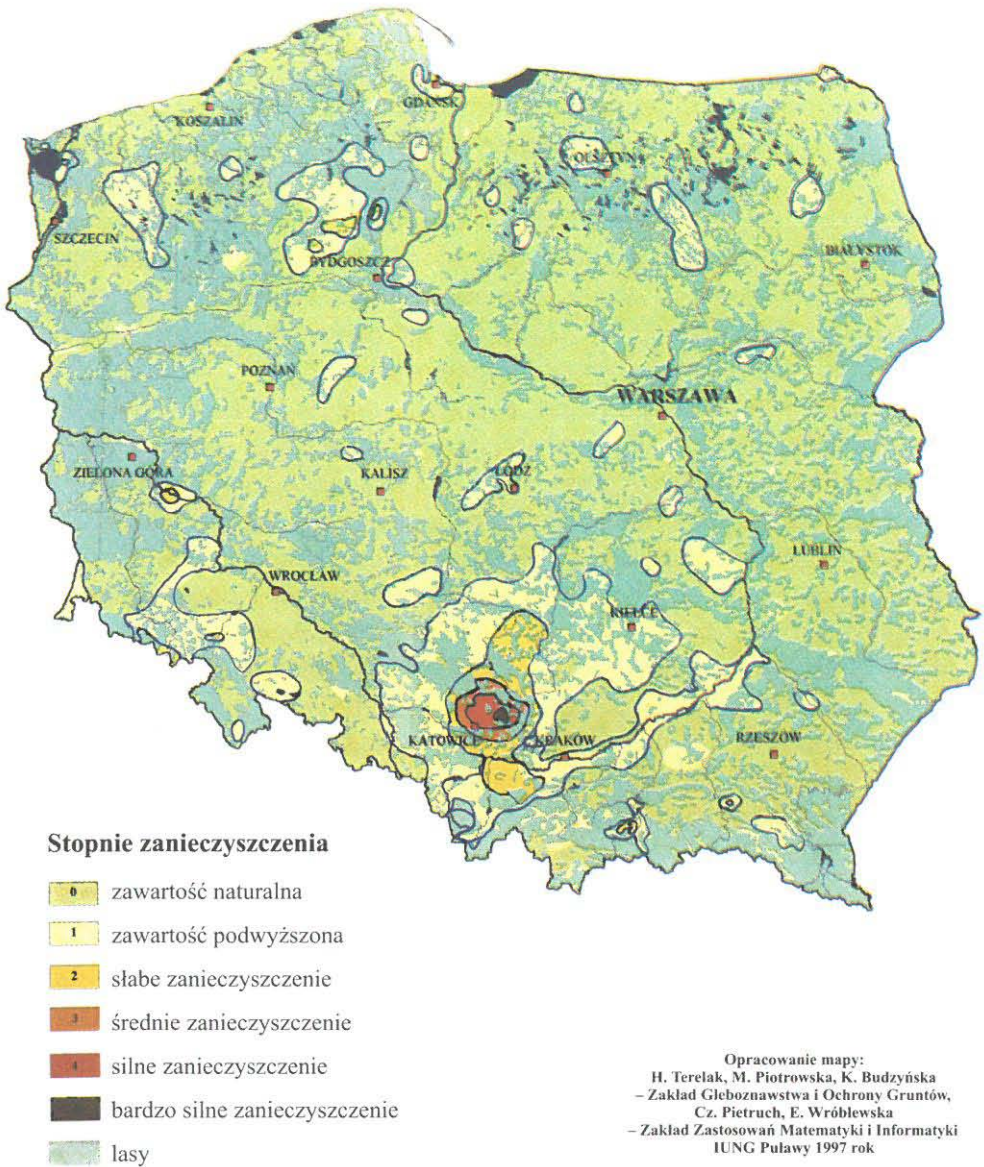 KOSZALIN
GDAŃSK
OLSZTYN
SZCZECIN
BYDGOSZCZ
BIAŁYSTOK
POZNAŃ
WARSZAWA
ZIELONA GÓRA
KALISZ
ŁÓDŹ
LUBLIN
WROCŁAW
KIELCE
KATOWICE
KRAKÓW
RZESZÓW
Stopnie zanieczyszczenia
0 zawartość naturalna
1 zawartość podwyższona
2 słabe zanieczyszczenie
3 średnie zanieczyszczenie
4 silne zanieczyszczenie
bardzo silne zanieczyszczenie
lasy
Opracowanie mapy:
H. Terelak, M. Piotrowska, K. Budzyńska
– Zakład Gleboznawstwa i Ochrony Gruntów,
Cz. Pietruch, E. Wróblewska
– Zakład Zastosowań Matematyki i Informatyki
IUNG Puławy 1997 rok